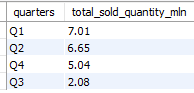 quarters total_sold_quantity_mln
Q1 7.01
Q2 6.65
Q4 5.04
Q3 2.08